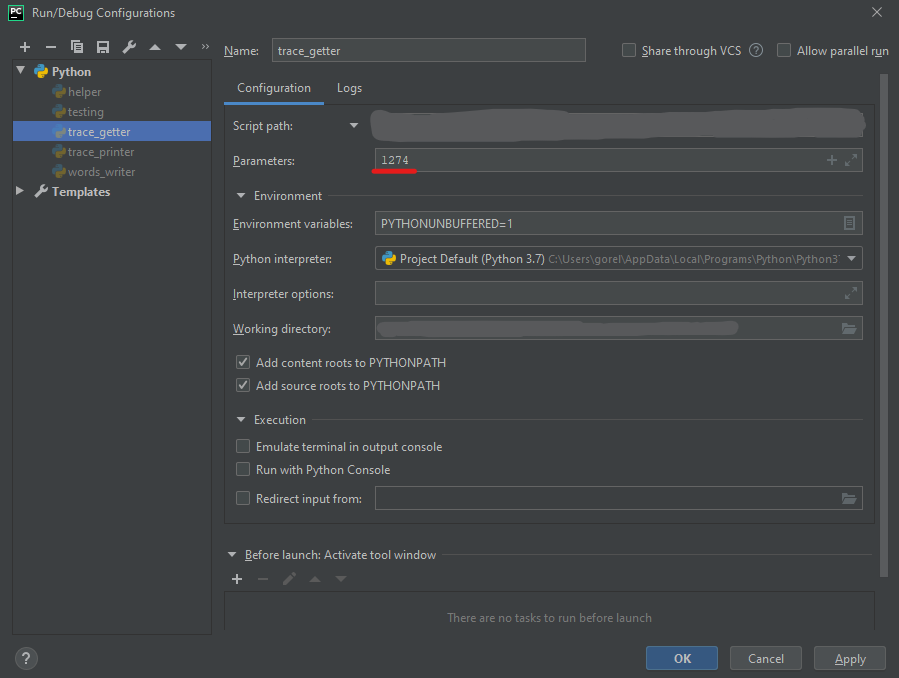 PC Run/Debug Configurations
Name: trace_getter
Share through VCS ?
Allow parallel run
Python
helper
testing
trace_getter
trace_printer
words_writer
Templates
Configuration
Logs
Script path:
Parameters: 1274
Environment
Environment variables: PYTHONUNBUFFERED=1
Python interpreter: Project Default (Python 3.7) C:\Users\gorel\AppData\Local\Programs\Python\Python37
Interpreter options:
Working directory:
Add content roots to PYTHONPATH
Add source roots to PYTHONPATH
Execution
Emulate terminal in output console
Run with Python Console
Redirect input from:
Before launch: Activate tool window
There are no tasks to run before launch
?
OK
Cancel
Apply